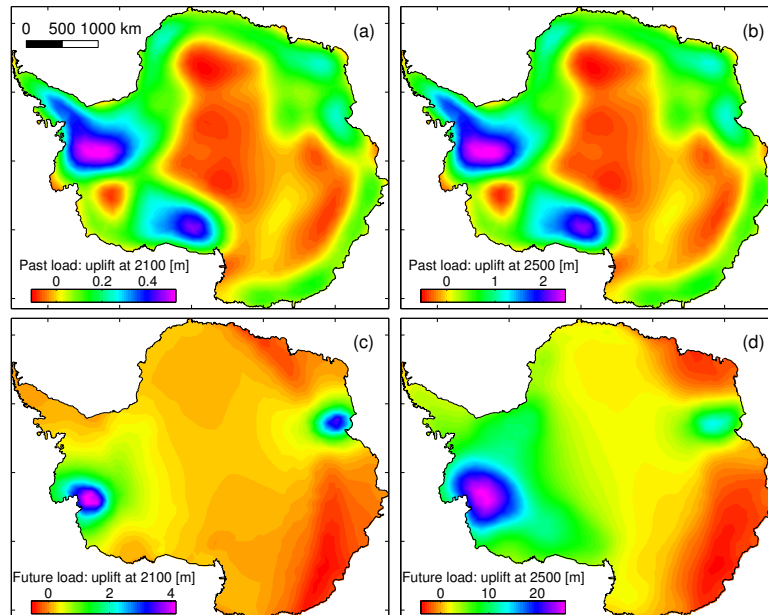 (a)
0 500 1000 km
Past load: uplift at 2100 [m]
0 0.2 0.4
(b)
Past load: uplift at 2500 [m]
0 1 2
(c)
Future load: uplift at 2100 [m]
0 2 4
(d)
Future load: uplift at 2500 [m]
0 10 20